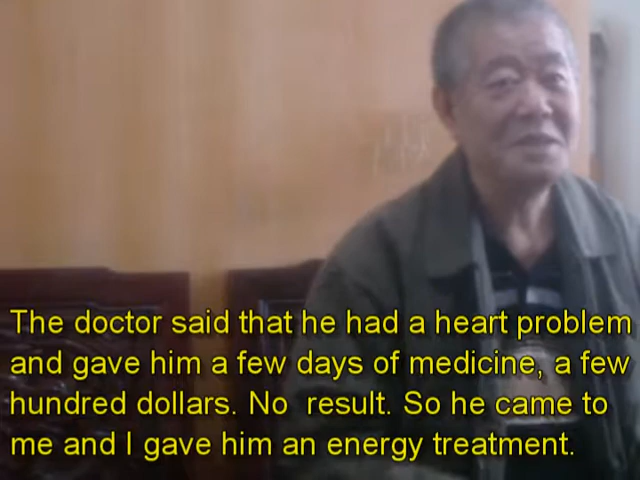 The doctor said that he had a heart problem
and gave him a few days of medicine, a few
hundred dollars. No  result. So he came to
me and I gave him an energy treatment.